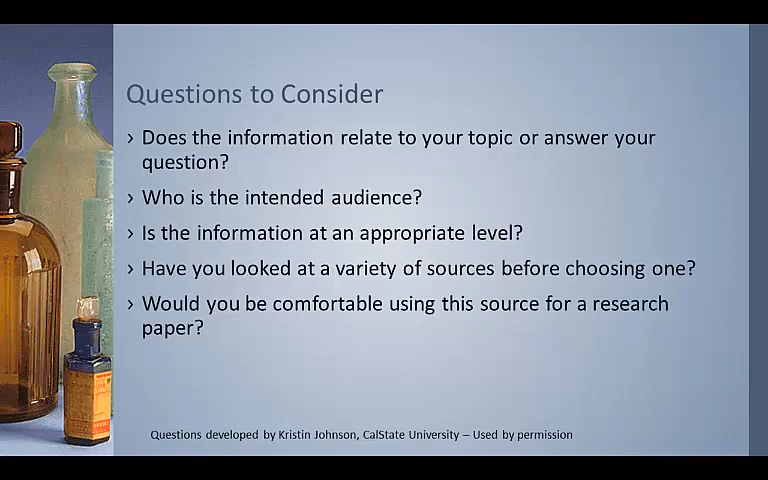 Questions to Consider
› Does the information relate to your topic or answer your
question?
› Who is the intended audience?
› Is the information at an appropriate level?
› Have you looked at a variety of sources before choosing one?
› Would you be comfortable using this source for a research
paper?
Questions developed by Kristin Johnson, CalState University – Used by permission